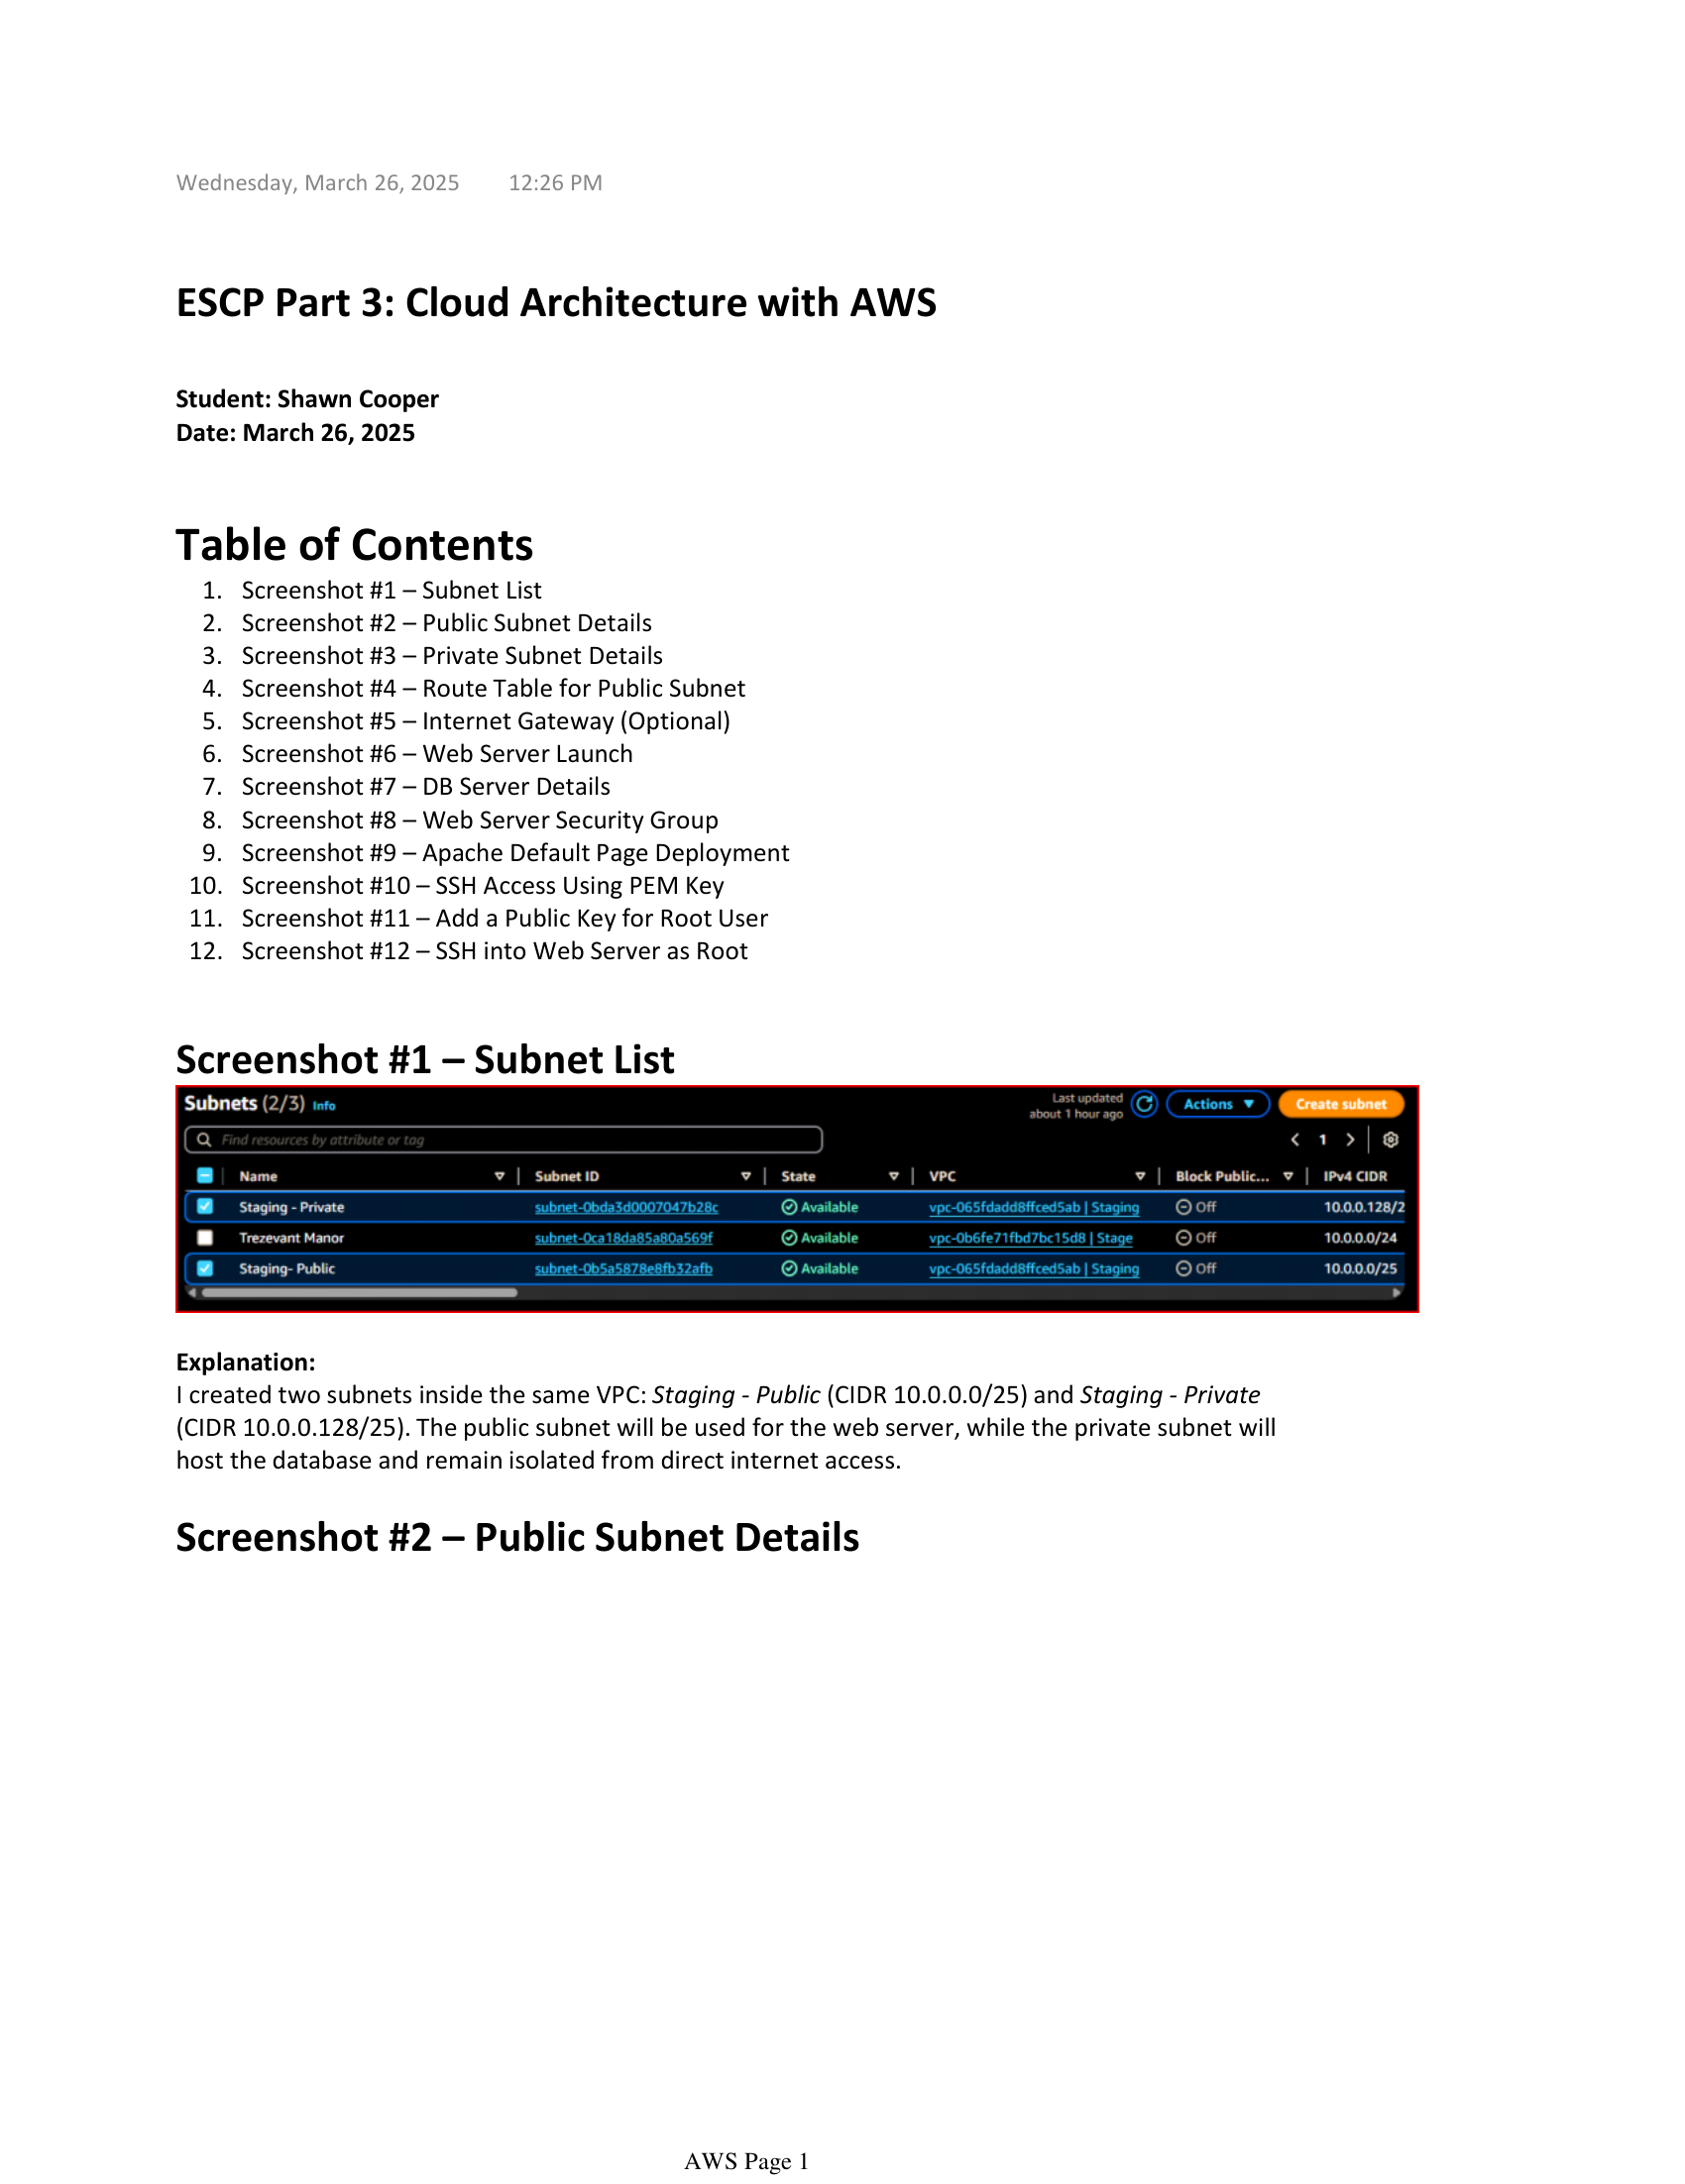 Wednesday, March 26, 2025 12:26 PM
ESCP Part 3: Cloud Architecture with AWS
Student: Shawn Cooper
Date: March 26, 2025
Table of Contents
1. Screenshot #1 – Subnet List
2. Screenshot #2 – Public Subnet Details
3. Screenshot #3 – Private Subnet Details
4. Screenshot #4 – Route Table for Public Subnet
5. Screenshot #5 – Internet Gateway (Optional)
6. Screenshot #6 – Web Server Launch
7. Screenshot #7 – DB Server Details
8. Screenshot #8 – Web Server Security Group
9. Screenshot #9 – Apache Default Page Deployment
10. Screenshot #10 – SSH Access Using PEM Key
11. Screenshot #11 – Add a Public Key for Root User
12. Screenshot #12 – SSH into Web Server as Root
Screenshot #1 – Subnet List
Subnets (2/3) Info
Last updated
about 1 hour ago
Actions
Create subnet
Find resources by attribute or tag
1
Name Subnet ID State VPC Block Public... IPv4 CIDR
Staging - Private subnet-0bda3d0007047b28c Available vpc-065fdadd8ffced5ab | Staging Off 10.0.0.128/2
Trezevant Manor subnet-0ca18da85a80a569f Available vpc-0b6fe71fbd7bc15d8 | Stage Off 10.0.0.0/24
Staging- Public subnet-0b5a5878e8fb32afb Available vpc-065fdadd8ffced5ab | Staging Off 10.0.0.0/25
Explanation:
I created two subnets inside the same VPC: Staging - Public (CIDR 10.0.0.0/25) and Staging - Private
(CIDR 10.0.0.128/25). The public subnet will be used for the web server, while the private subnet will
host the database and remain isolated from direct internet access.
Screenshot #2 – Public Subnet Details
AWS Page 1